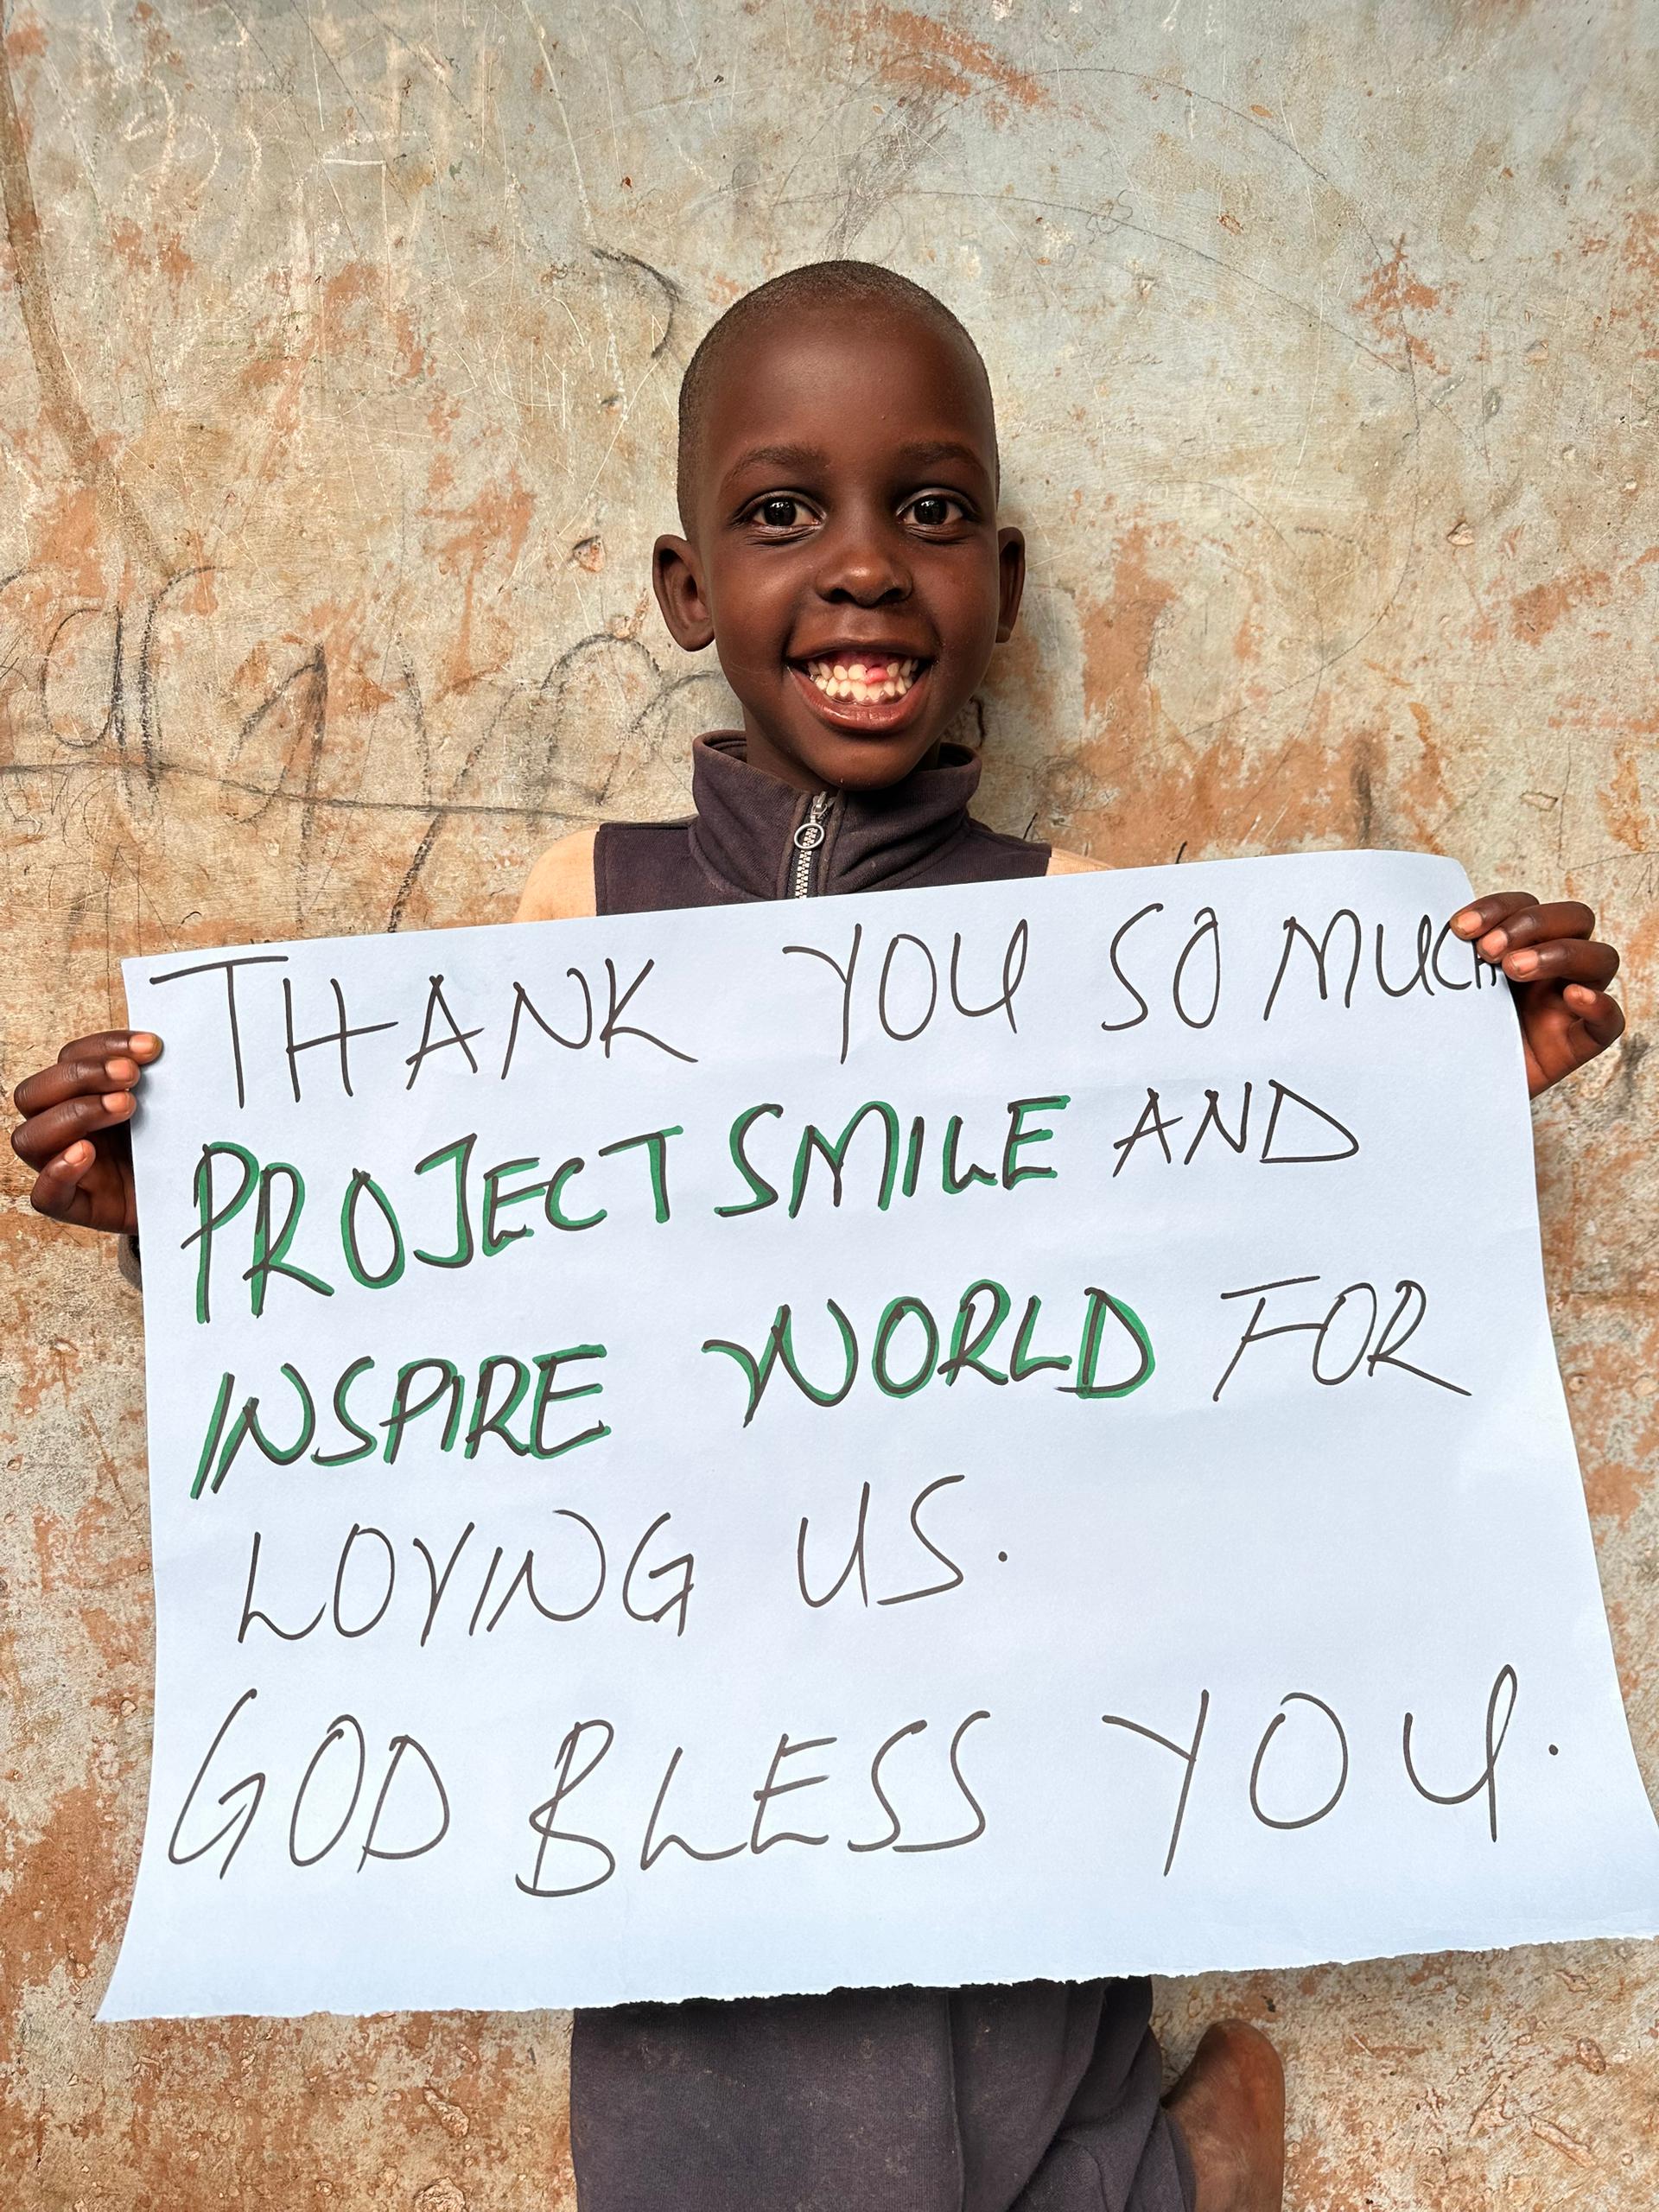 THANK YOU SO MUCH
PROJECT SMILE AND
INSPIRE WORLD FOR
LOVING US.
GOD BLESS YOU.